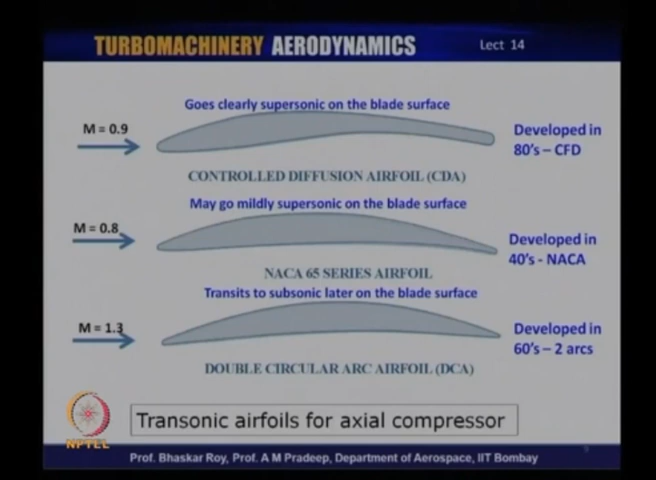 TURBOMACHINERY AERODYNAMICS
Lect 14
Goes clearly supersonic on the blade surface
M = 0.9
Developed in
80's – CFD
CONTROLLED DIFFUSION AIRFOIL (CDA)
May go mildly supersonic on the blade surface
M = 0.8
Developed in
40's - NACA
NACA 65 SERIES AIRFOIL
Transits to subsonic later on the blade surface
M = 1.3
Developed in
60's – 2 arcs
DOUBLE CIRCULAR ARC AIRFOIL (DCA)
Transonic airfoils for axial compressor
NPTEL
Prof. Bhaskar Roy, Prof. A M Pradeep, Department of Aerospace, IIT Bombay